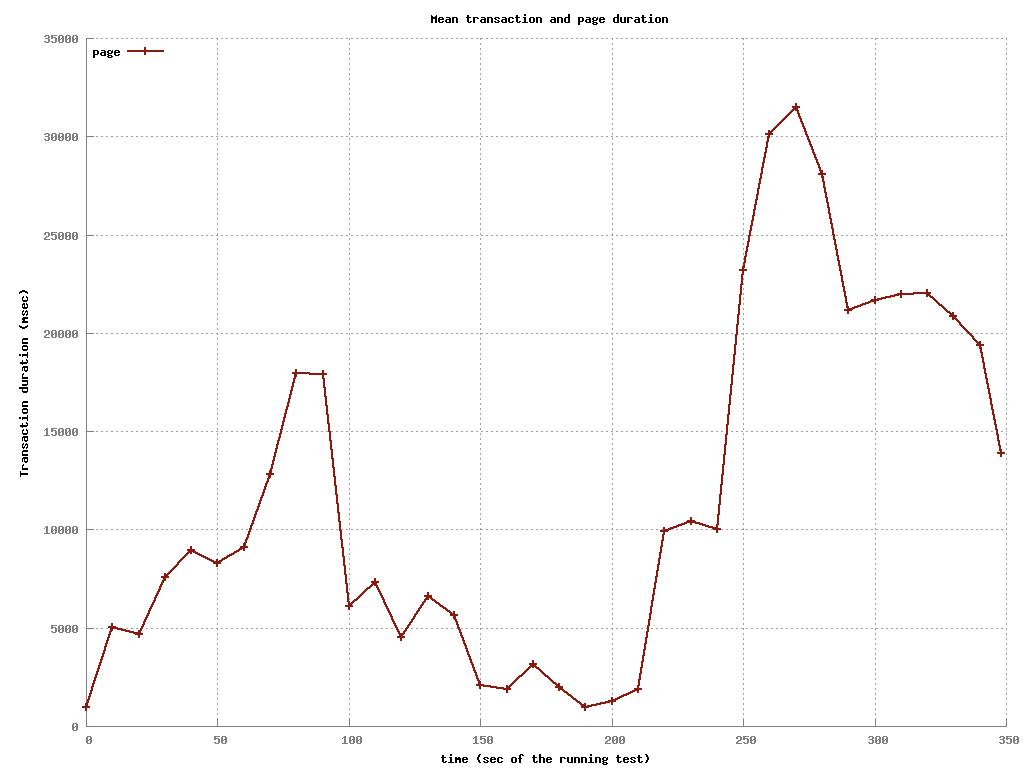 Mean transaction and page duration
page
35000
30000
25000
20000
15000
10000
5000
0
Transaction duration (msec)
0 50 100 150 200 250 300 350
time (sec of the running test)